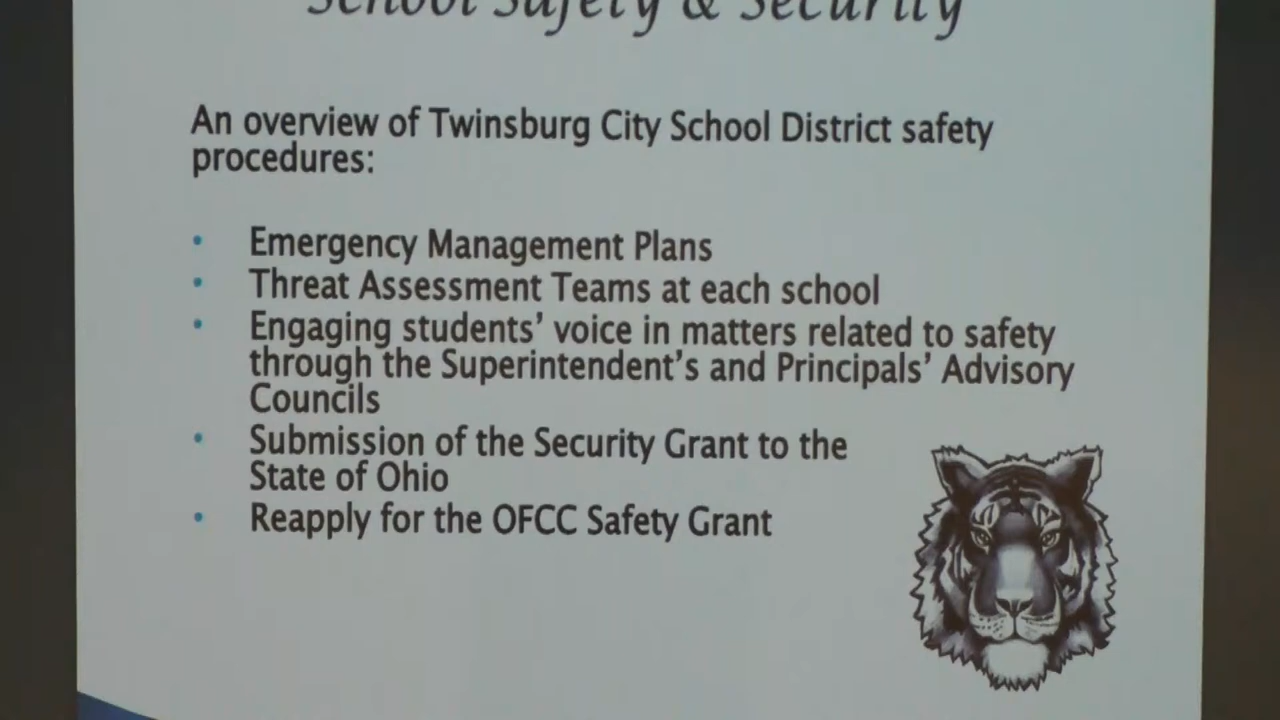 School Safety & Security
An overview of Twinsburg City School District safety
procedures:
• Emergency Management Plans
• Threat Assessment Teams at each school
• Engaging students’ voice in matters related to safety
through the Superintendent’s and Principals’ Advisory
Councils
• Submission of the Security Grant to the
State of Ohio
• Reapply for the OFCC Safety Grant